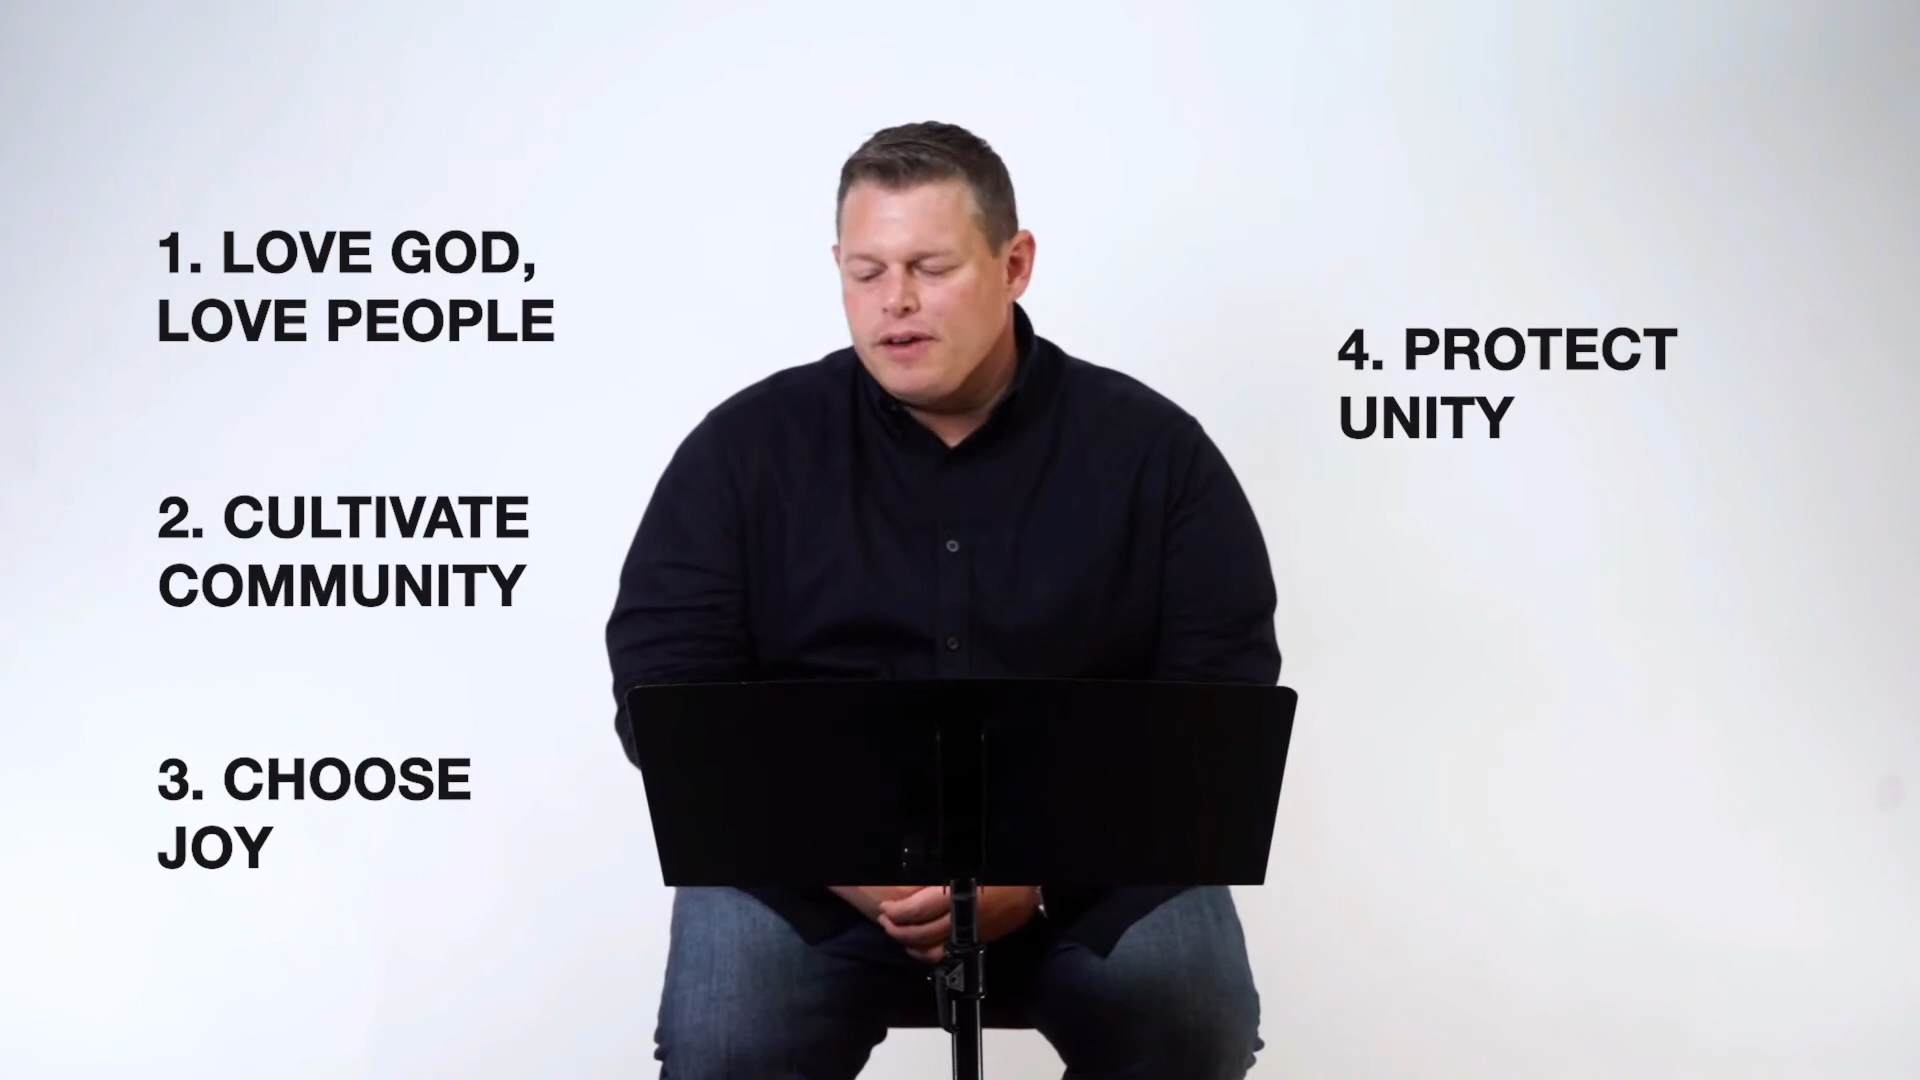 1. LOVE GOD,
LOVE PEOPLE
2. CULTIVATE
COMMUNITY
3. CHOOSE
JOY
4. PROTECT
UNITY